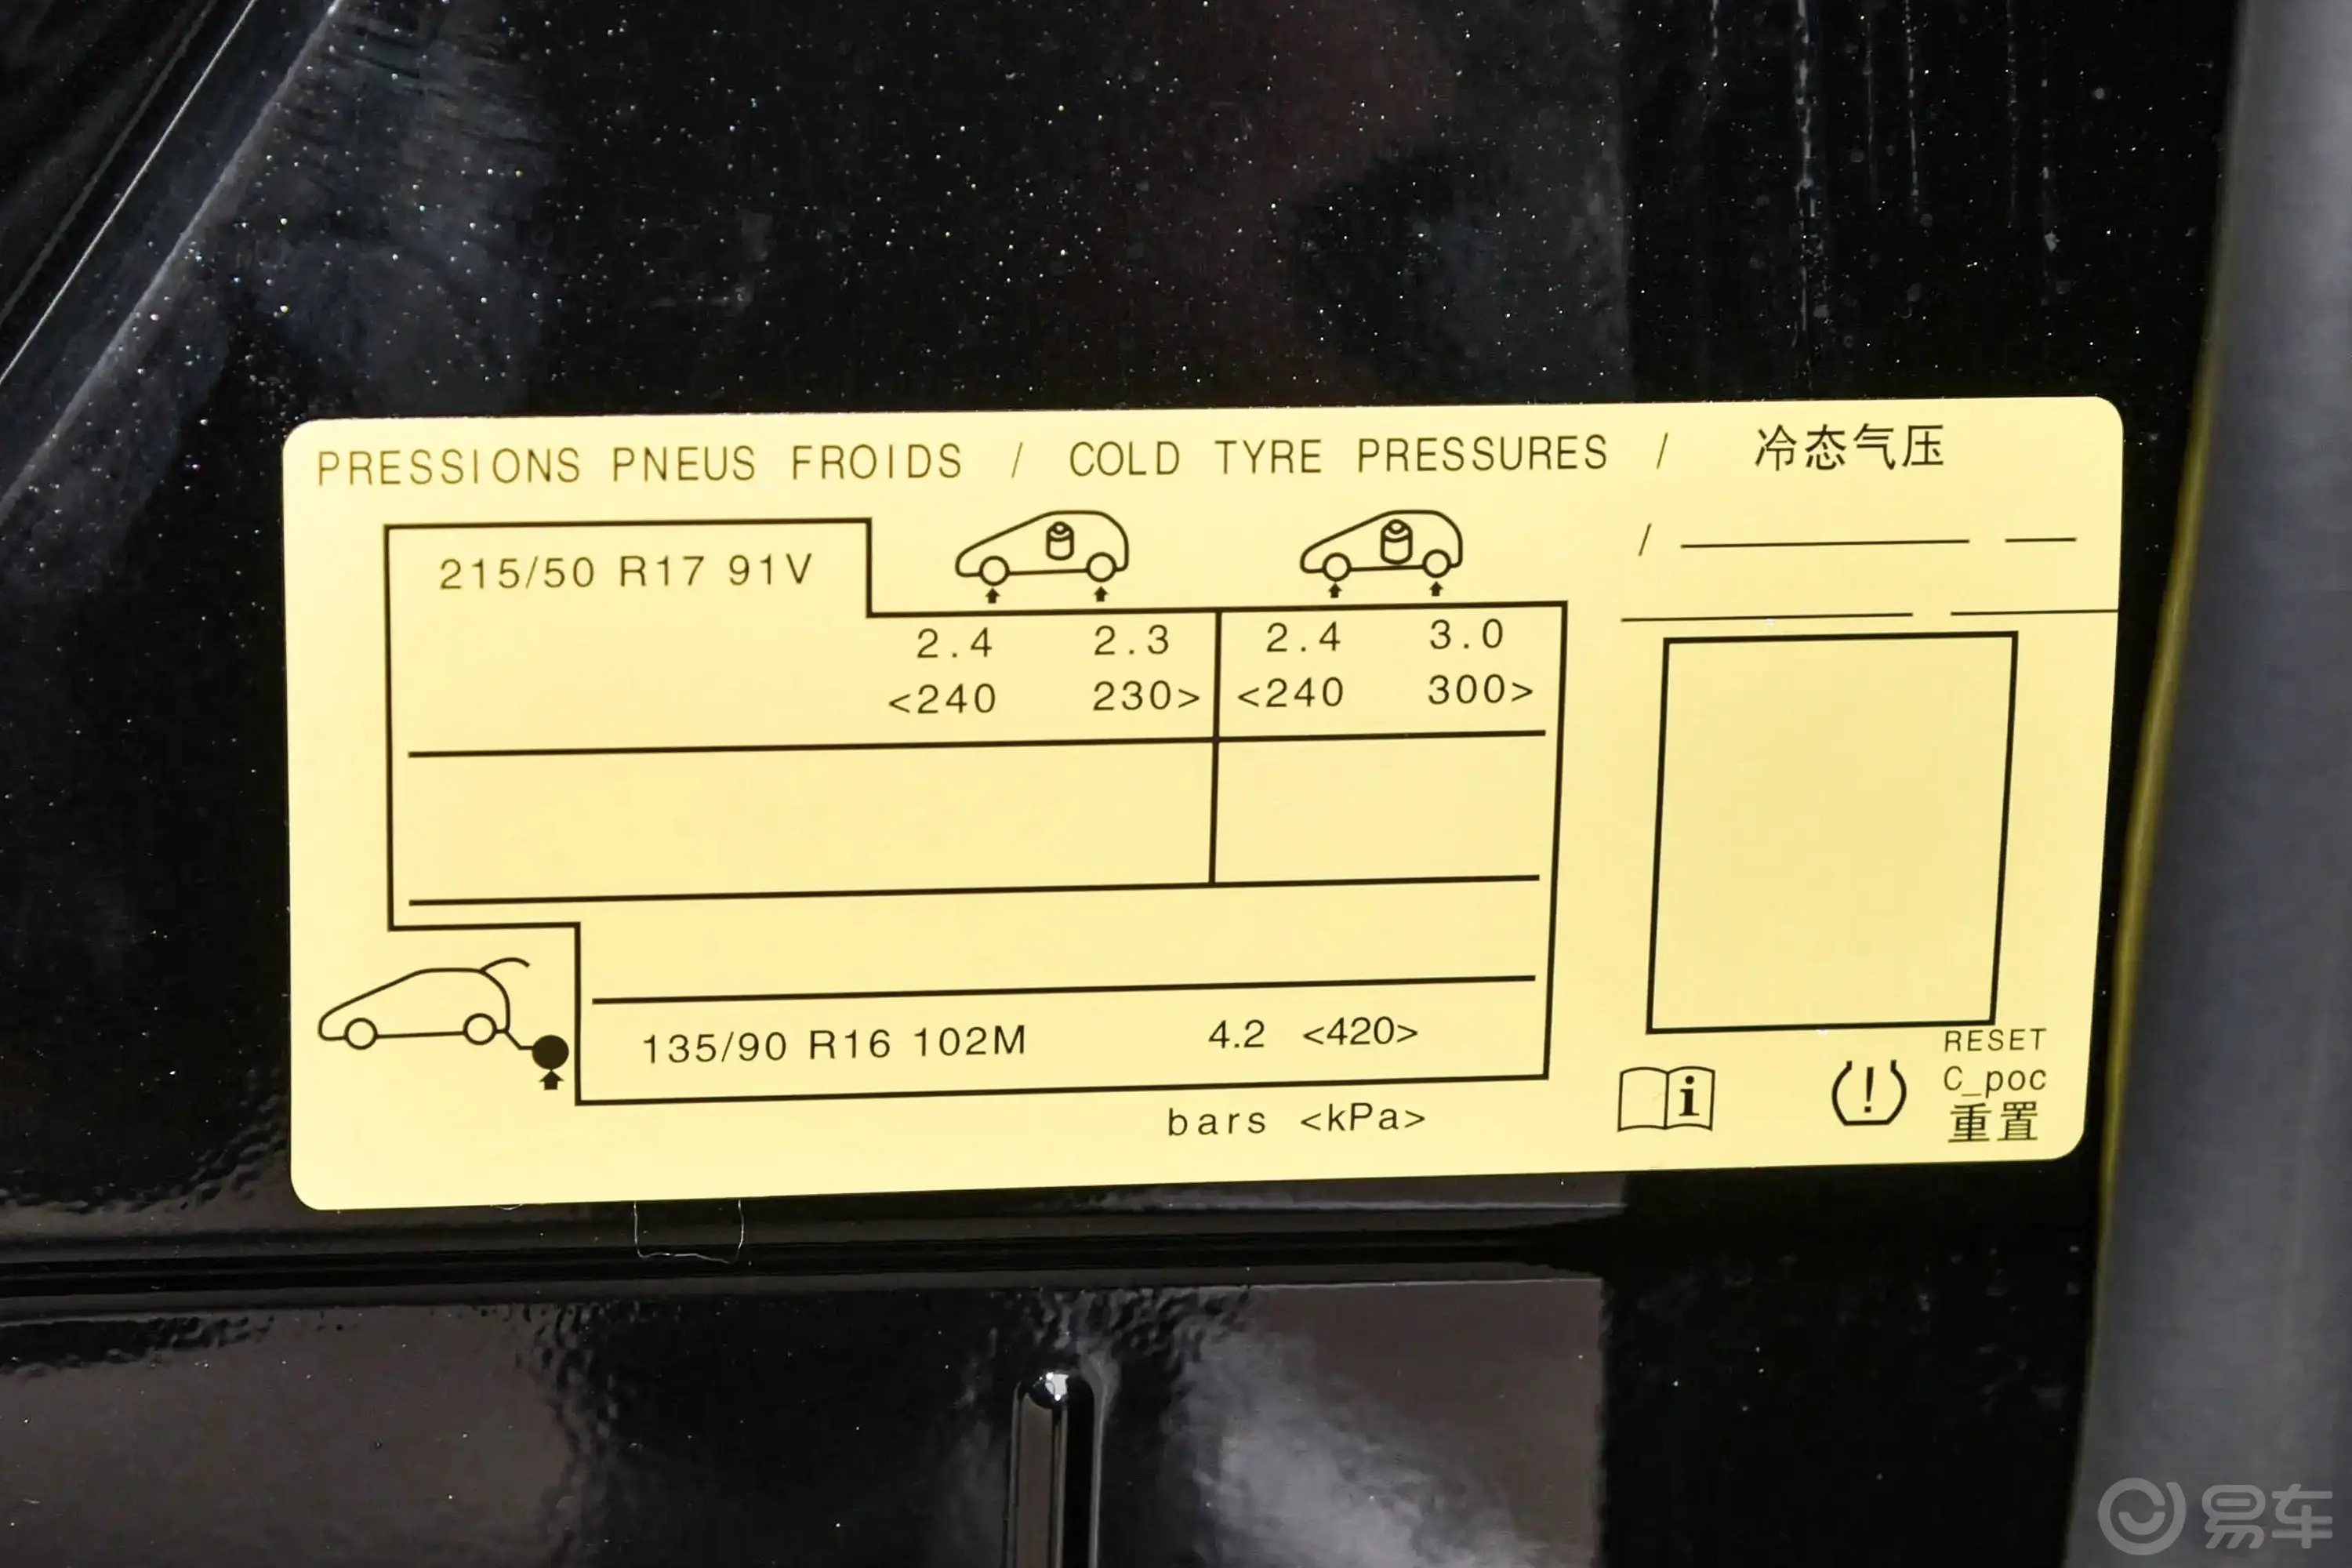 PRESSIONS PNEUS FROIDS / COLD TYRE PRESSURES / 冷态气压
215/50 R17 91V
2.4 2.3 2.4 3.0
<240 230> <240 300>
135/90 R16 102M 4.2 <420>
bars <kPa>
/
i
!
RESET
C_poc
重置
易车